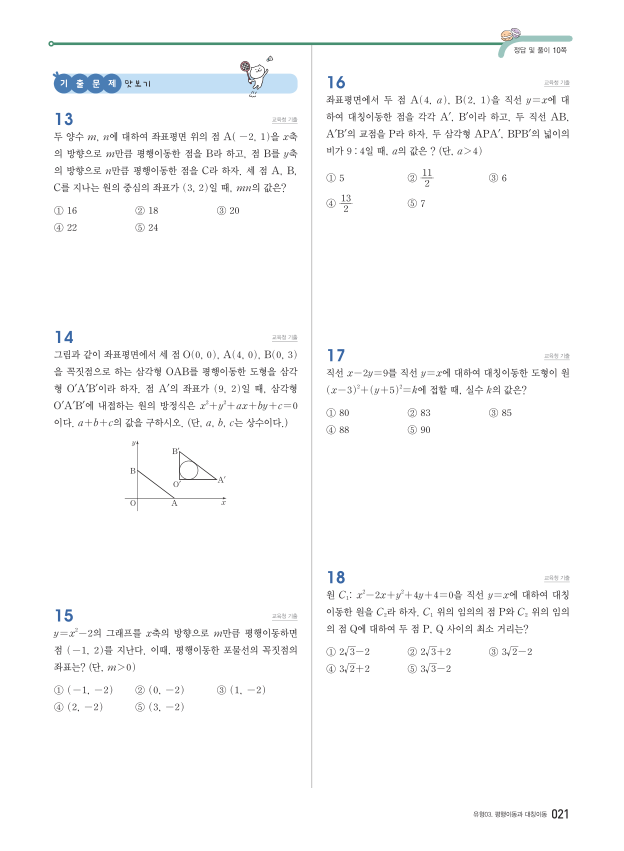 정답 및 풀이 10쪽
기 출 문 제 맛보기
13
교육청 기출
두 양수 m, n에 대하여 좌표평면 위의 점 A(−2, 1)을 x축
의 방향으로 m만큼 평행이동한 점을 B라 하고, 점 B를 y축
의 방향으로 n만큼 평행이동한 점을 C라 하자. 세 점 A, B,
C를 지나는 원의 중심의 좌표가 (3, 2)일 때, mn의 값은?
① 16 ② 18 ③ 20
④ 22 ⑤ 24
14
교육청 기출
그림과 같이 좌표평면에서 세 점 O(0, 0), A(4, 0), B(0, 3)
을 꼭짓점으로 하는 삼각형 OAB를 평행이동한 도형을 삼각
형 O′A′B′이라 하자. 점 A′의 좌표가 (9, 2)일 때, 삼각형
O′A′B′에 내접하는 원의 방정식은 x²+y²+ax+by+c=0
이다. a+b+c의 값을 구하시오. (단, a, b, c는 상수이다.)
y
B′
B
O′
A′
O
A
x
15
교육청 기출
y=x²−2의 그래프를 x축의 방향으로 m만큼 평행이동하면
점 (−1, 2)를 지난다. 이때, 평행이동한 포물선의 꼭짓점의
좌표는? (단, m>0)
① (−1, −2) ② (0, −2) ③ (1, −2)
④ (2, −2) ⑤ (3, −2)
16
교육청 기출
좌표평면에서 두 점 A(4, a), B(2, 1)을 직선 y=x에 대
하여 대칭이동한 점을 각각 A′, B′이라 하고, 두 직선 AB,
A′B′의 교점을 P라 하자. 두 삼각형 APA′, BPB′의 넓이의
비가 9 : 4일 때, a의 값은 ? (단, a>4)
① 5 ② 11/2 ③ 6
④ 13/2 ⑤ 7
17
교육청 기출
직선 x−2y=9를 직선 y=x에 대하여 대칭이동한 도형이 원
(x−3)²+(y+5)²=k에 접할 때, 실수 k의 값은?
① 80 ② 83 ③ 85
④ 88 ⑤ 90
18
교육청 기출
원 C₁: x²−2x+y²+4y+4=0을 직선 y=x에 대하여 대칭
이동한 원을 C₂라 하자. C₁ 위의 임의의 점 P와 C₂ 위의 임의
의 점 Q에 대하여 두 점 P, Q 사이의 최소 거리는?
① 2√3−2 ② 2√3+2 ③ 3√2−2
④ 3√2+2 ⑤ 3√3−2
유형03. 평행이동과 대칭이동 021